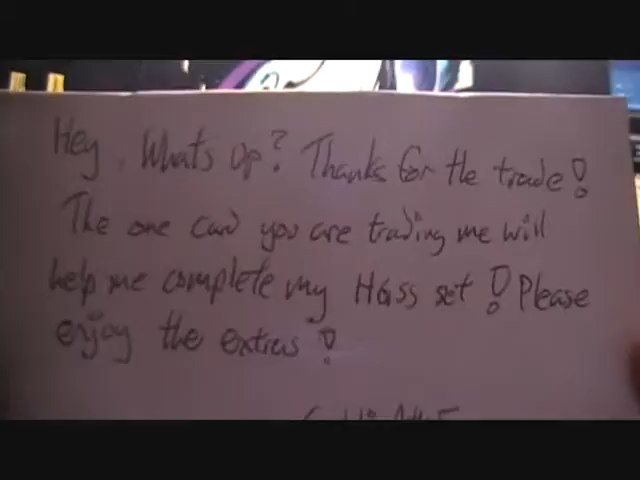 Hey. Whats Up? Thanks for the trade!
The one card you are trading me will
help me complete my HGSS set! Please
enjoy the extras!